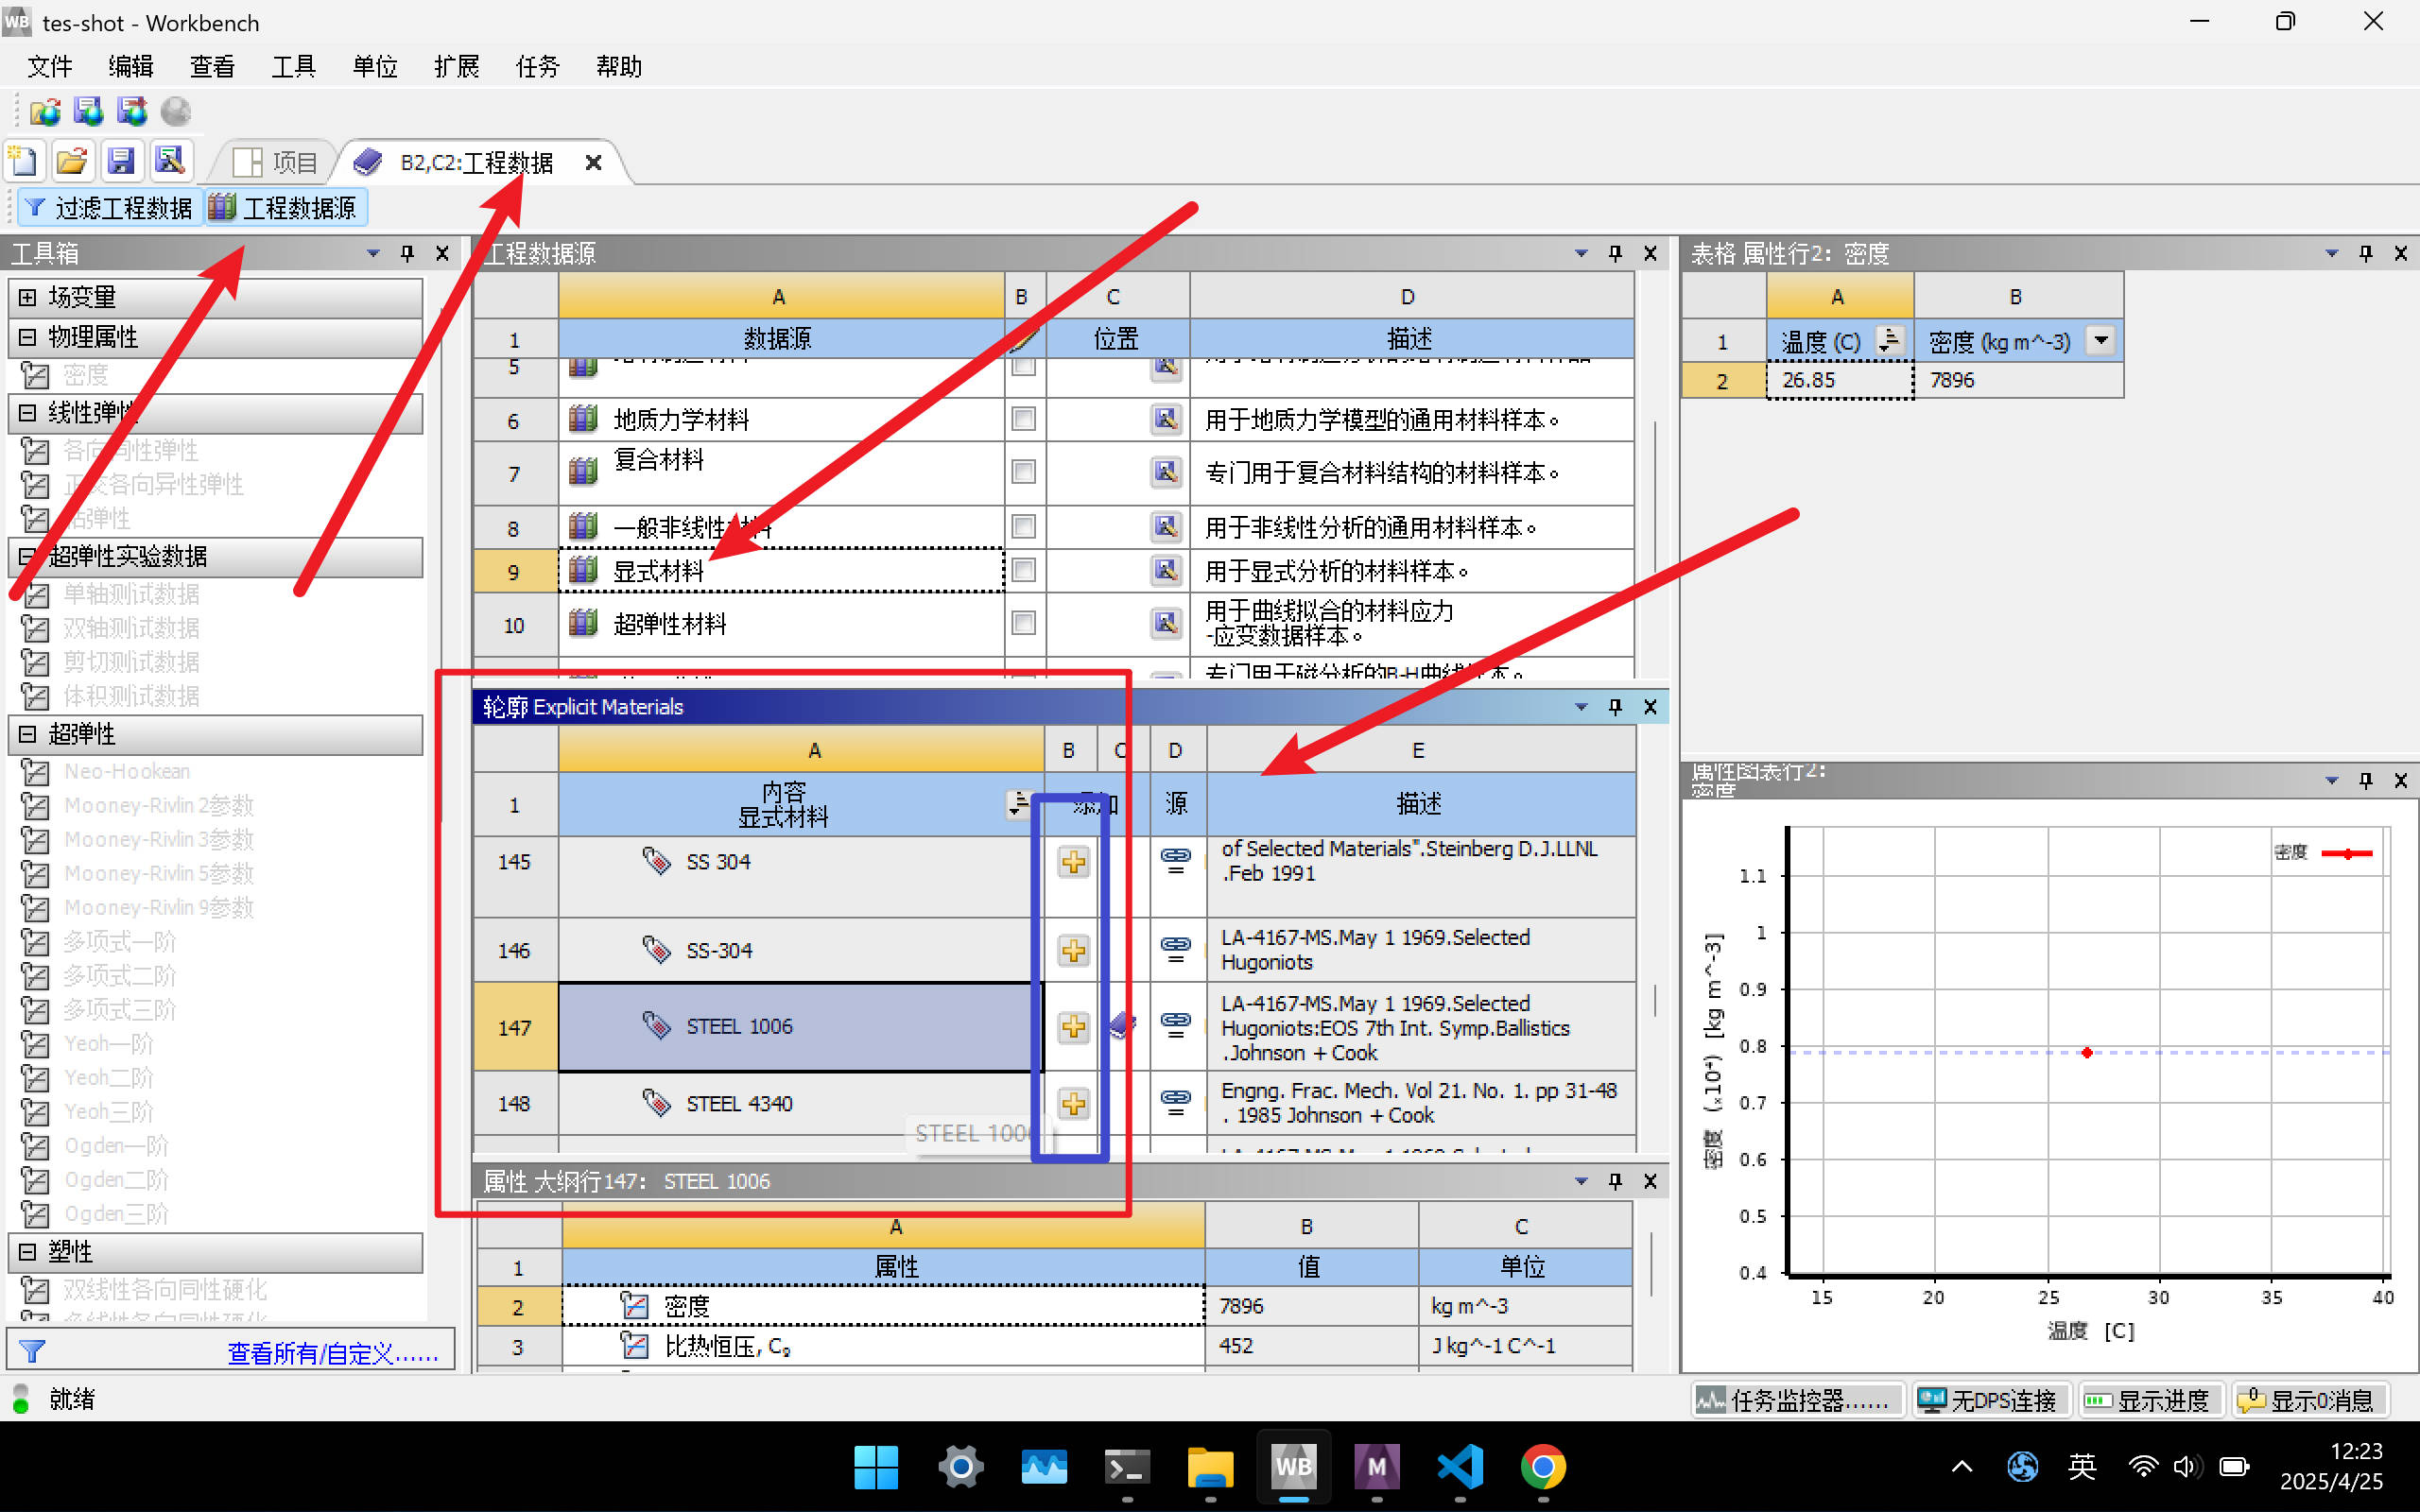 tes-shot - Workbench
文件 编辑 查看 工具 单位 扩展 任务 帮助
项目 B2,C2:工程数据
过滤工程数据 工程数据源
工具箱
场变量
物理属性
密度
线性弹性
各向同性弹性
正交各向异性弹性
粘弹性
超弹性实验数据
单轴测试数据
双轴测试数据
剪切测试数据
体积测试数据
超弹性
Neo-Hookean
Mooney-Rivlin 2参数
Mooney-Rivlin 3参数
Mooney-Rivlin 5参数
Mooney-Rivlin 9参数
多项式一阶
多项式二阶
多项式三阶
Yeoh一阶
Yeoh二阶
Yeoh三阶
Ogden一阶
Ogden二阶
Ogden三阶
塑性
双线性各向同性硬化
查看所有/自定义......
工程数据源
A B C D
1 数据源 位置 描述
5
6 地质力学材料 用于地质力学模型的通用材料样本。
7 复合材料 专门用于复合材料结构的材料样本。
8 一般非线性材料 用于非线性分析的通用材料样本。
9 显式材料 用于显式分析的材料样本。
10 超弹性材料 用于曲线拟合的材料应力
-应变数据样本。
专门用于磁分析的B-H曲线样本。
轮廓 Explicit Materials
A B C D E
1 内容
显式材料 添加 源 描述
145 SS 304 of Selected Materials".Steinberg D.J.LLNL
.Feb 1991
146 SS-304 LA-4167-MS.May 1 1969.Selected
Hugoniots
147 STEEL 1006 LA-4167-MS.May 1 1969.Selected
Hugoniots:EOS 7th Int. Symp.Ballistics
.Johnson + Cook
148 STEEL 4340 Engng. Frac. Mech. Vol 21. No. 1. pp 31-48
. 1985 Johnson + Cook
STEEL 1006
属性 大纲行147: STEEL 1006
A B C
1 属性 值 单位
2 密度 7896 kg m^-3
3 比热恒压, Cₚ 452 J kg^-1 C^-1
表格 属性行2: 密度
A B
1 温度 (C) 密度 (kg m^-3)
2 26.85 7896
属性图表行2:
密度
密度
1.1
1
0.9
0.8
0.7
0.6
0.5
0.4
密度 (×10⁴) [kg m^-3]
15 20 25 30 35 40
温度 [C]
就绪
任务监控器...... 无DPS连接 显示进度 显示0消息
WB M 英 12:23
2025/4/25